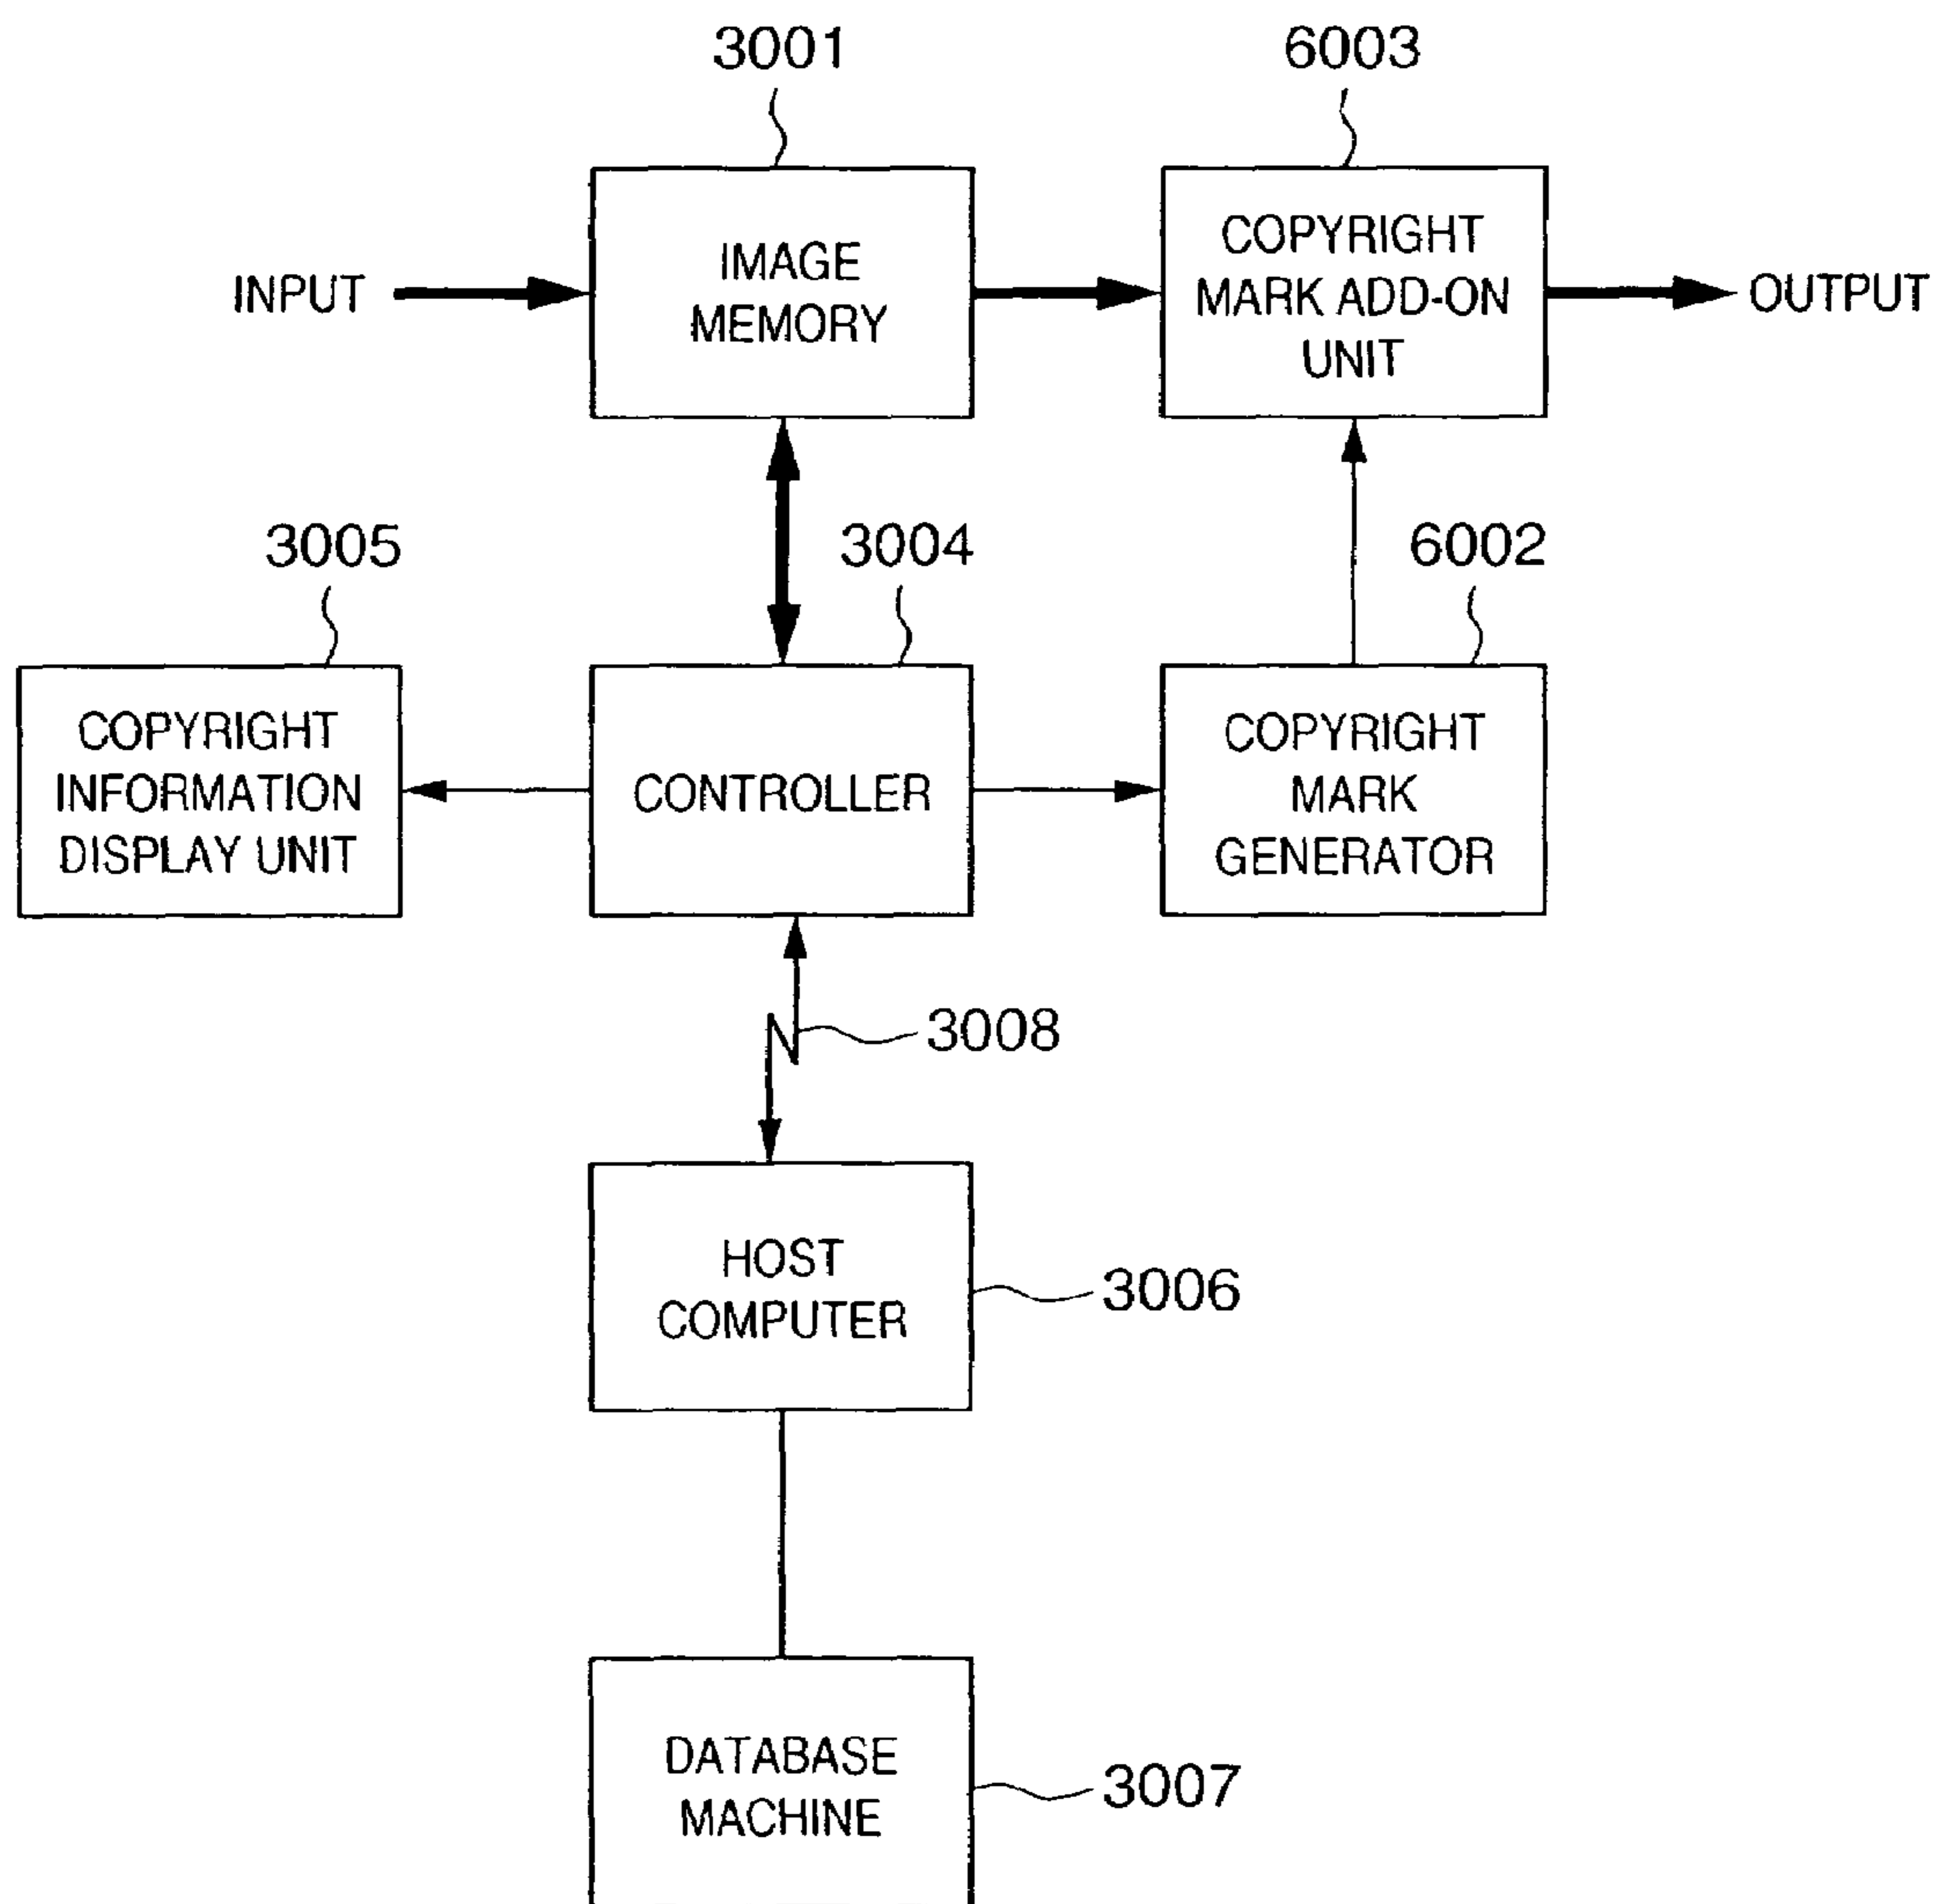 3001
6003
INPUT
IMAGE
MEMORY
COPYRIGHT
MARK ADD-ON
UNIT
OUTPUT
3005
3004
6002
COPYRIGHT
INFORMATION
DISPLAY UNIT
CONTROLLER
COPYRIGHT
MARK
GENERATOR
3008
HOST
COMPUTER
3006
DATABASE
MACHINE
3007